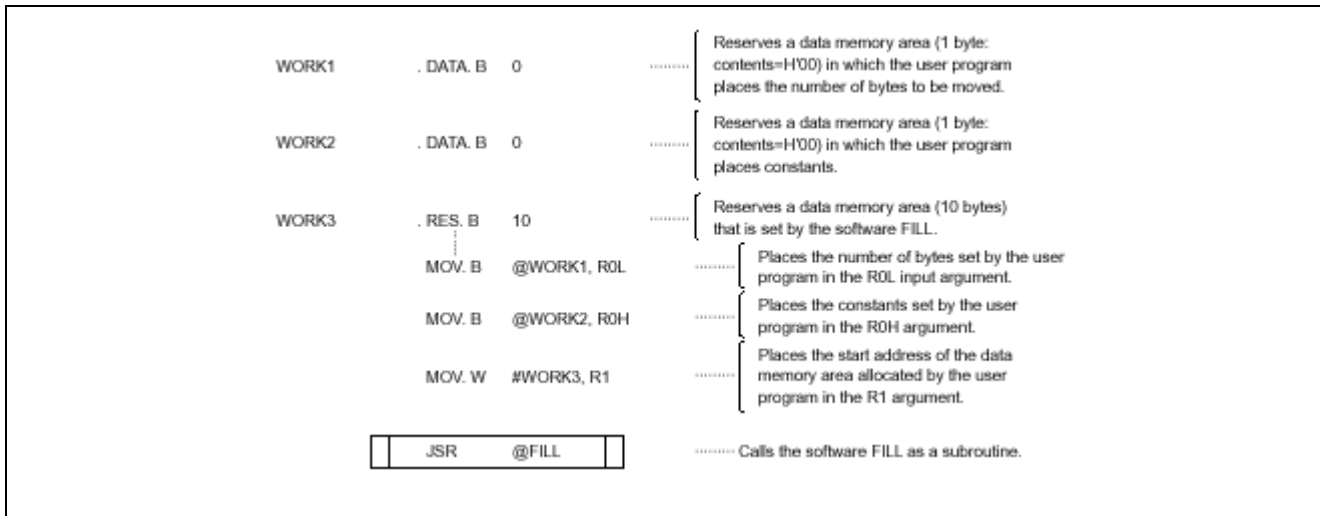 Reserves a data memory area (1 byte:
WORK1 . DATA. B 0 contents=H'00) in which the user program
places the number of bytes to be moved.
Reserves a data memory area (1 byte:
WORK2 . DATA. B 0 contents=H'00) in which the user program
places constants.
WORK3 . RES. B 10 Reserves a data memory area (10 bytes)
that is set by the software FILL.
MOV. B @WORK1, R0L Places the number of bytes set by the user
program in the R0L input argument.
MOV. B @WORK2, R0H Places the constants set by the user
program in the R0H argument.
Places the start address of the data
MOV. W #WORK3, R1 memory area allocated by the user
program in the R1 argument.
JSR @FILL Calls the software FILL as a subroutine.